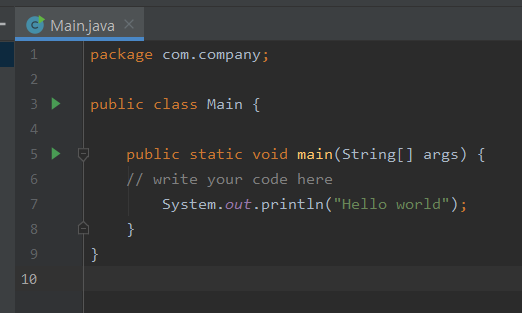 Main.java
1 package com.company;
2
3 public class Main {
4
5 public static void main(String[] args) {
6 // write your code here
7 System.out.println("Hello world");
8 }
9 }
10